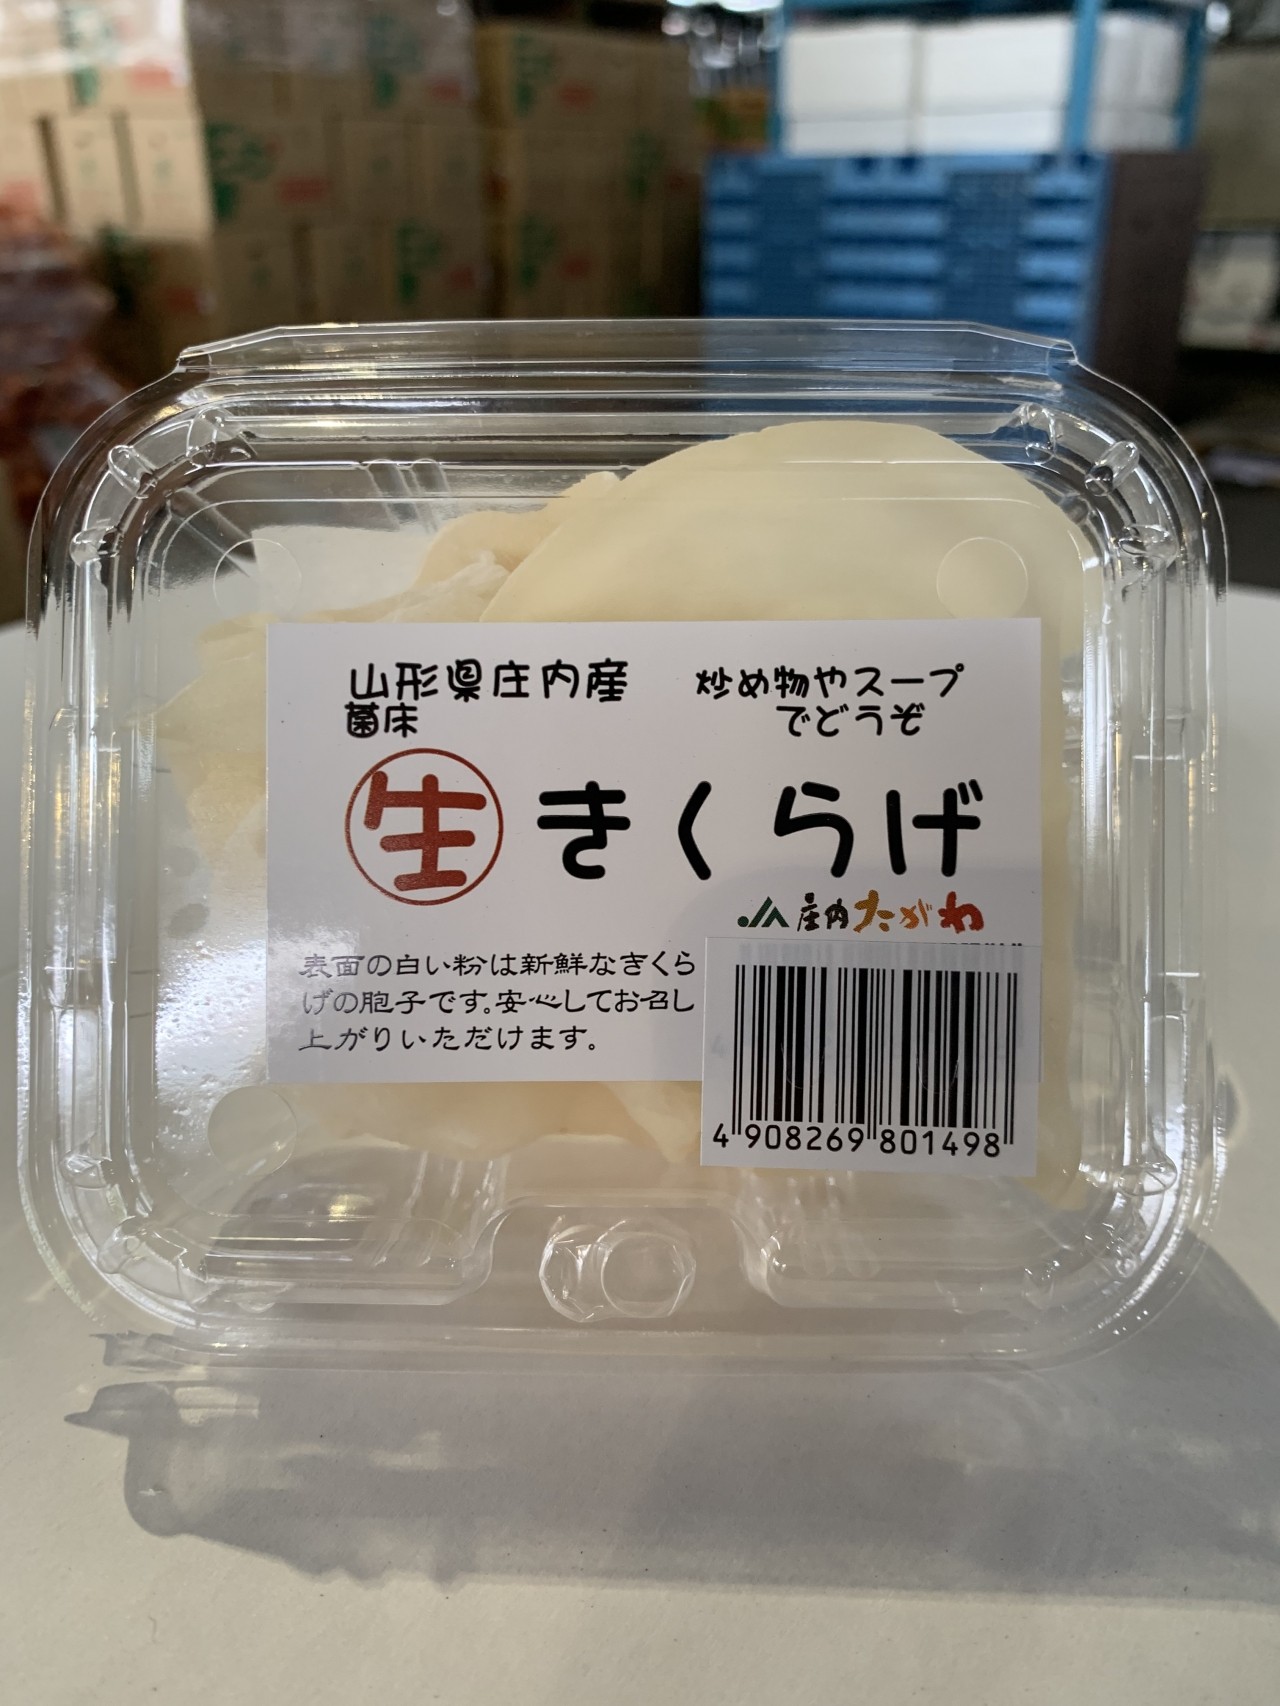 山形県庄内産
菌床
炒め物やスープ
でどうぞ
生 きくらげ
JA 庄内たがわ
表面の白い粉は新鮮なきくら
げの胞子です。安心してお召し
上がりいただけます。
4 908269 801498